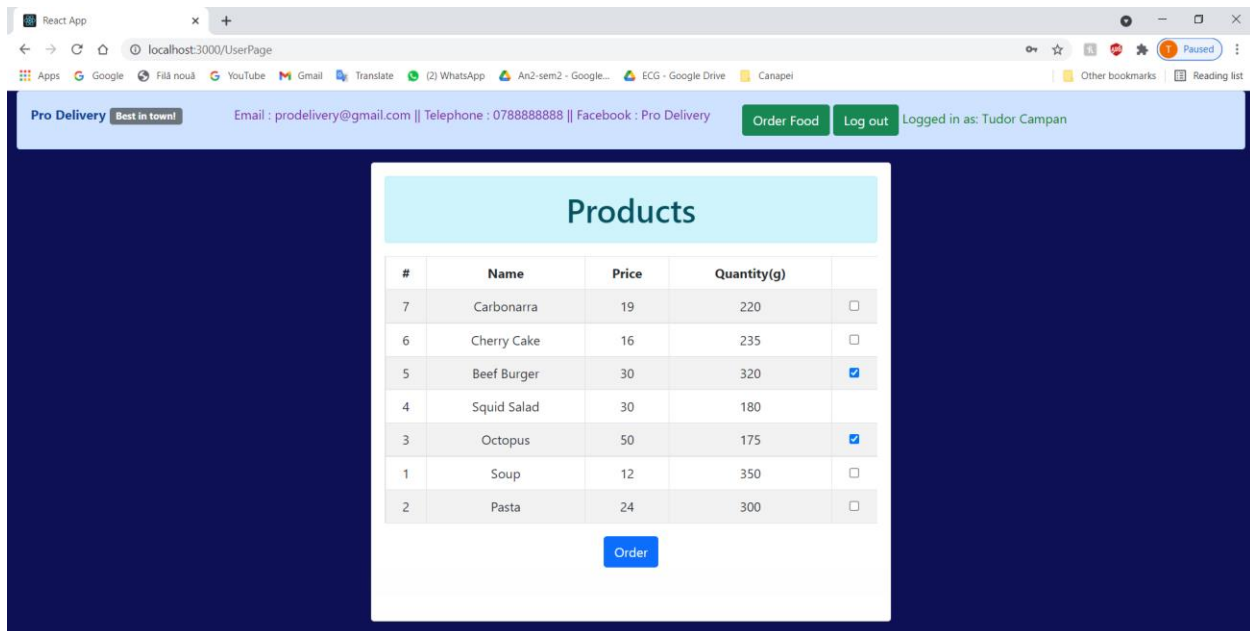 React App
localhost:3000/UserPage
T Paused
Apps Google Filă nouă YouTube Gmail Translate (2) WhatsApp An2-sem2 - Google... ECG - Google Drive Canapei Other bookmarks Reading list
Pro Delivery Best in town! Email : prodelivery@gmail.com || Telephone : 0788888888 || Facebook : Pro Delivery Order Food Log out Logged in as: Tudor Campan
Products
# Name Price Quantity(g)
7 Carbonarra 19 220
6 Cherry Cake 16 235
5 Beef Burger 30 320
4 Squid Salad 30 180
3 Octopus 50 175
1 Soup 12 350
2 Pasta 24 300
Order